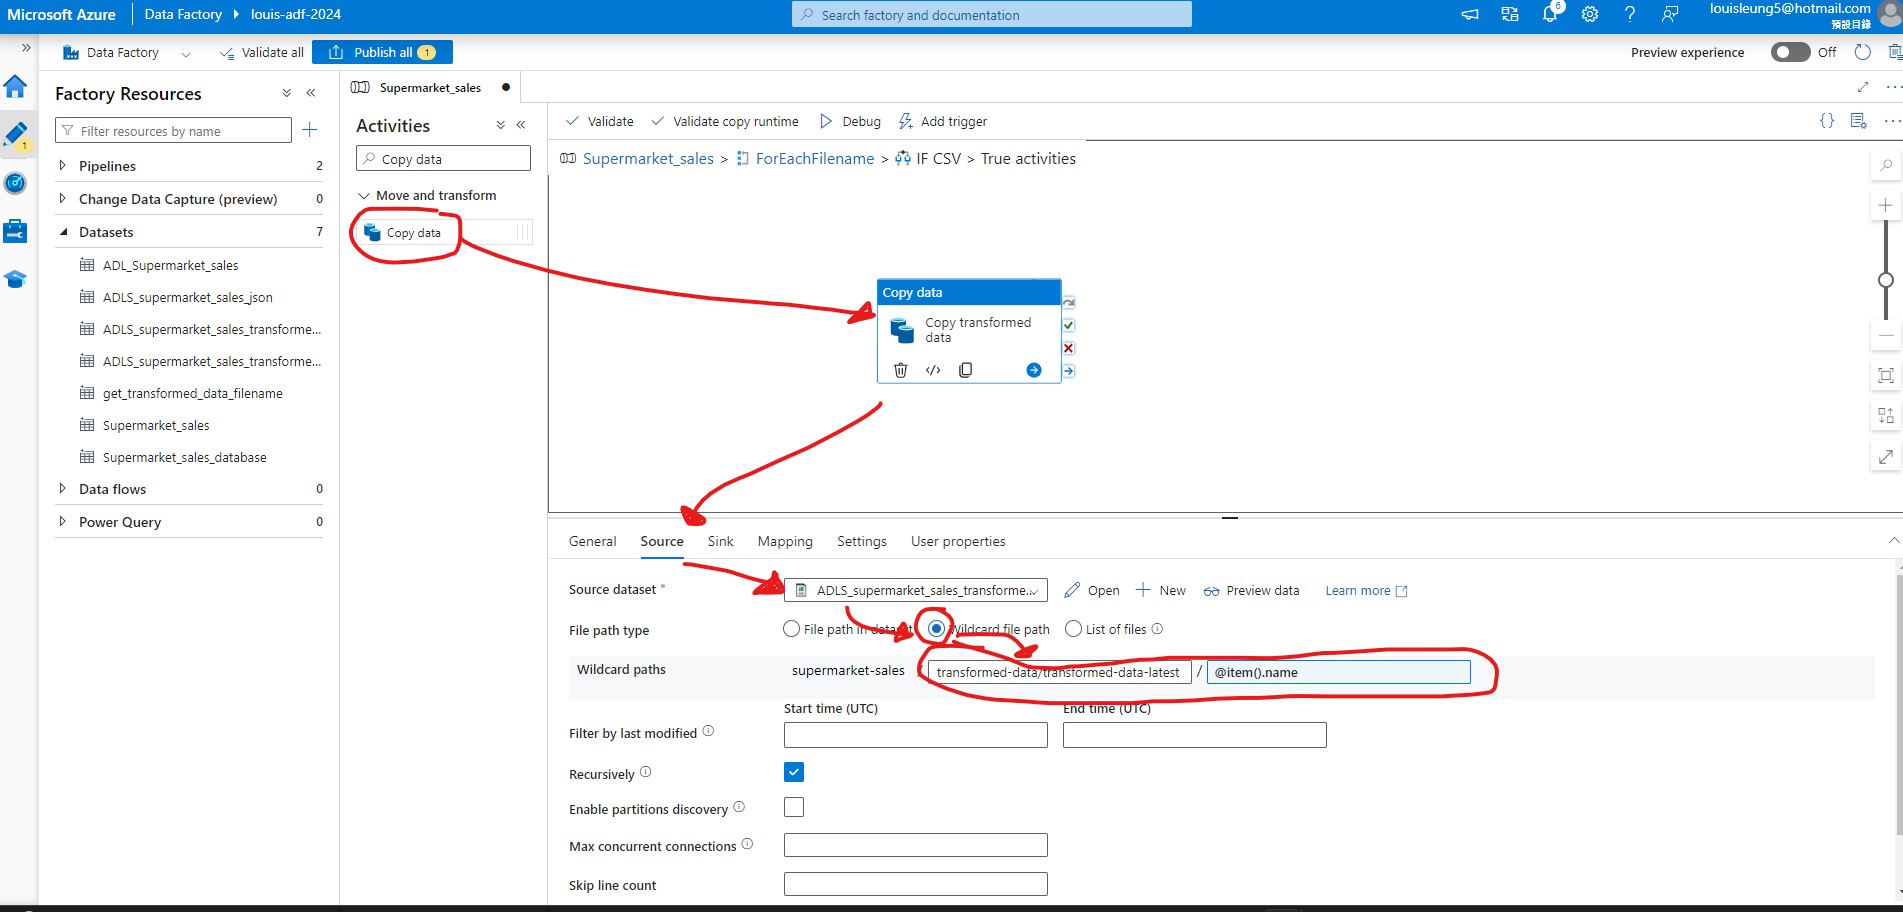 Microsoft Azure
Data Factory
louis-adf-2024
Search factory and documentation
6
louisleung5@hotmail.com
預設目錄
Data Factory
Validate all
Publish all
1
Preview experience
Off
1
Factory Resources
Filter resources by name
Pipelines
2
Change Data Capture (preview)
0
Datasets
7
ADL_Supermarket_sales
ADLS_supermarket_sales_json
ADLS_supermarket_sales_transforme...
ADLS_supermarket_sales_transforme...
get_transformed_data_filename
Supermarket_sales
Supermarket_sales_database
Data flows
0
Power Query
0
Supermarket_sales
Activities
Copy data
Move and transform
Copy data
Validate
Validate copy runtime
Debug
Add trigger
Supermarket_sales > ForEachFilename > IF CSV > True activities
Copy data
Copy transformed
data
General
Source
Sink
Mapping
Settings
User properties
Source dataset *
ADLS_supermarket_sales_transforme...
Open
New
Preview data
Learn more
File path type
File path in dataset
Wildcard file path
List of files
Wildcard paths
supermarket-sales / transformed-data/transformed-data-latest / @item().name
Start time (UTC)
End time (UTC)
Filter by last modified
Recursively
Enable partitions discovery
Max concurrent connections
Skip line count